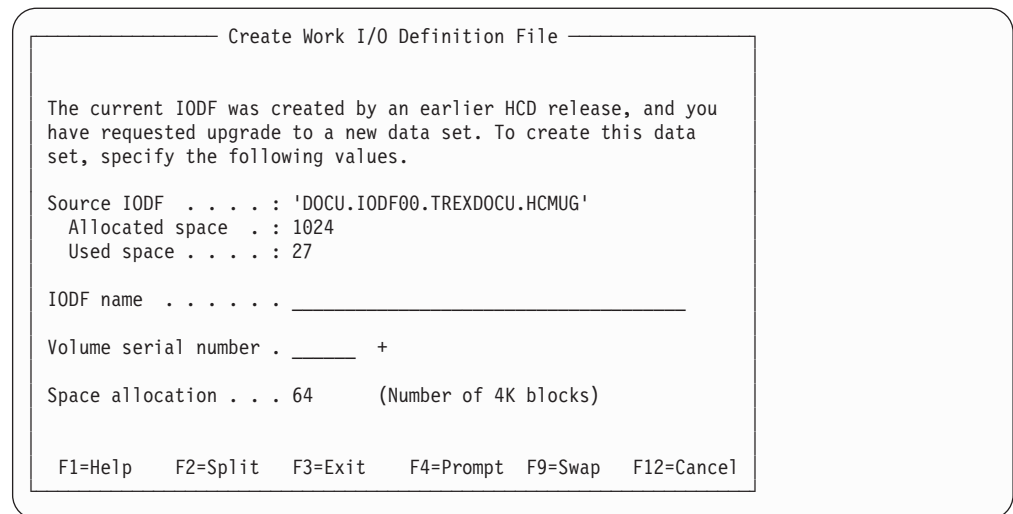 Create Work I/O Definition File
The current IODF was created by an earlier HCD release, and you
have requested upgrade to a new data set. To create this data
set, specify the following values.
Source IODF . . . . : 'DOCU.IODF00.TREXDOCU.HCMUG'
Allocated space . : 1024
Used space . . . . : 27
IODF name . . . . . . _____________________________________
Volume serial number . ______ +
Space allocation . . . 64 (Number of 4K blocks)
F1=Help F2=Split F3=Exit F4=Prompt F9=Swap F12=Cancel